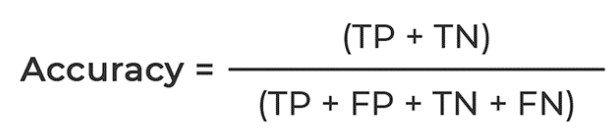 (TP + TN)
Accuracy =
(TP + FP + TN + FN)